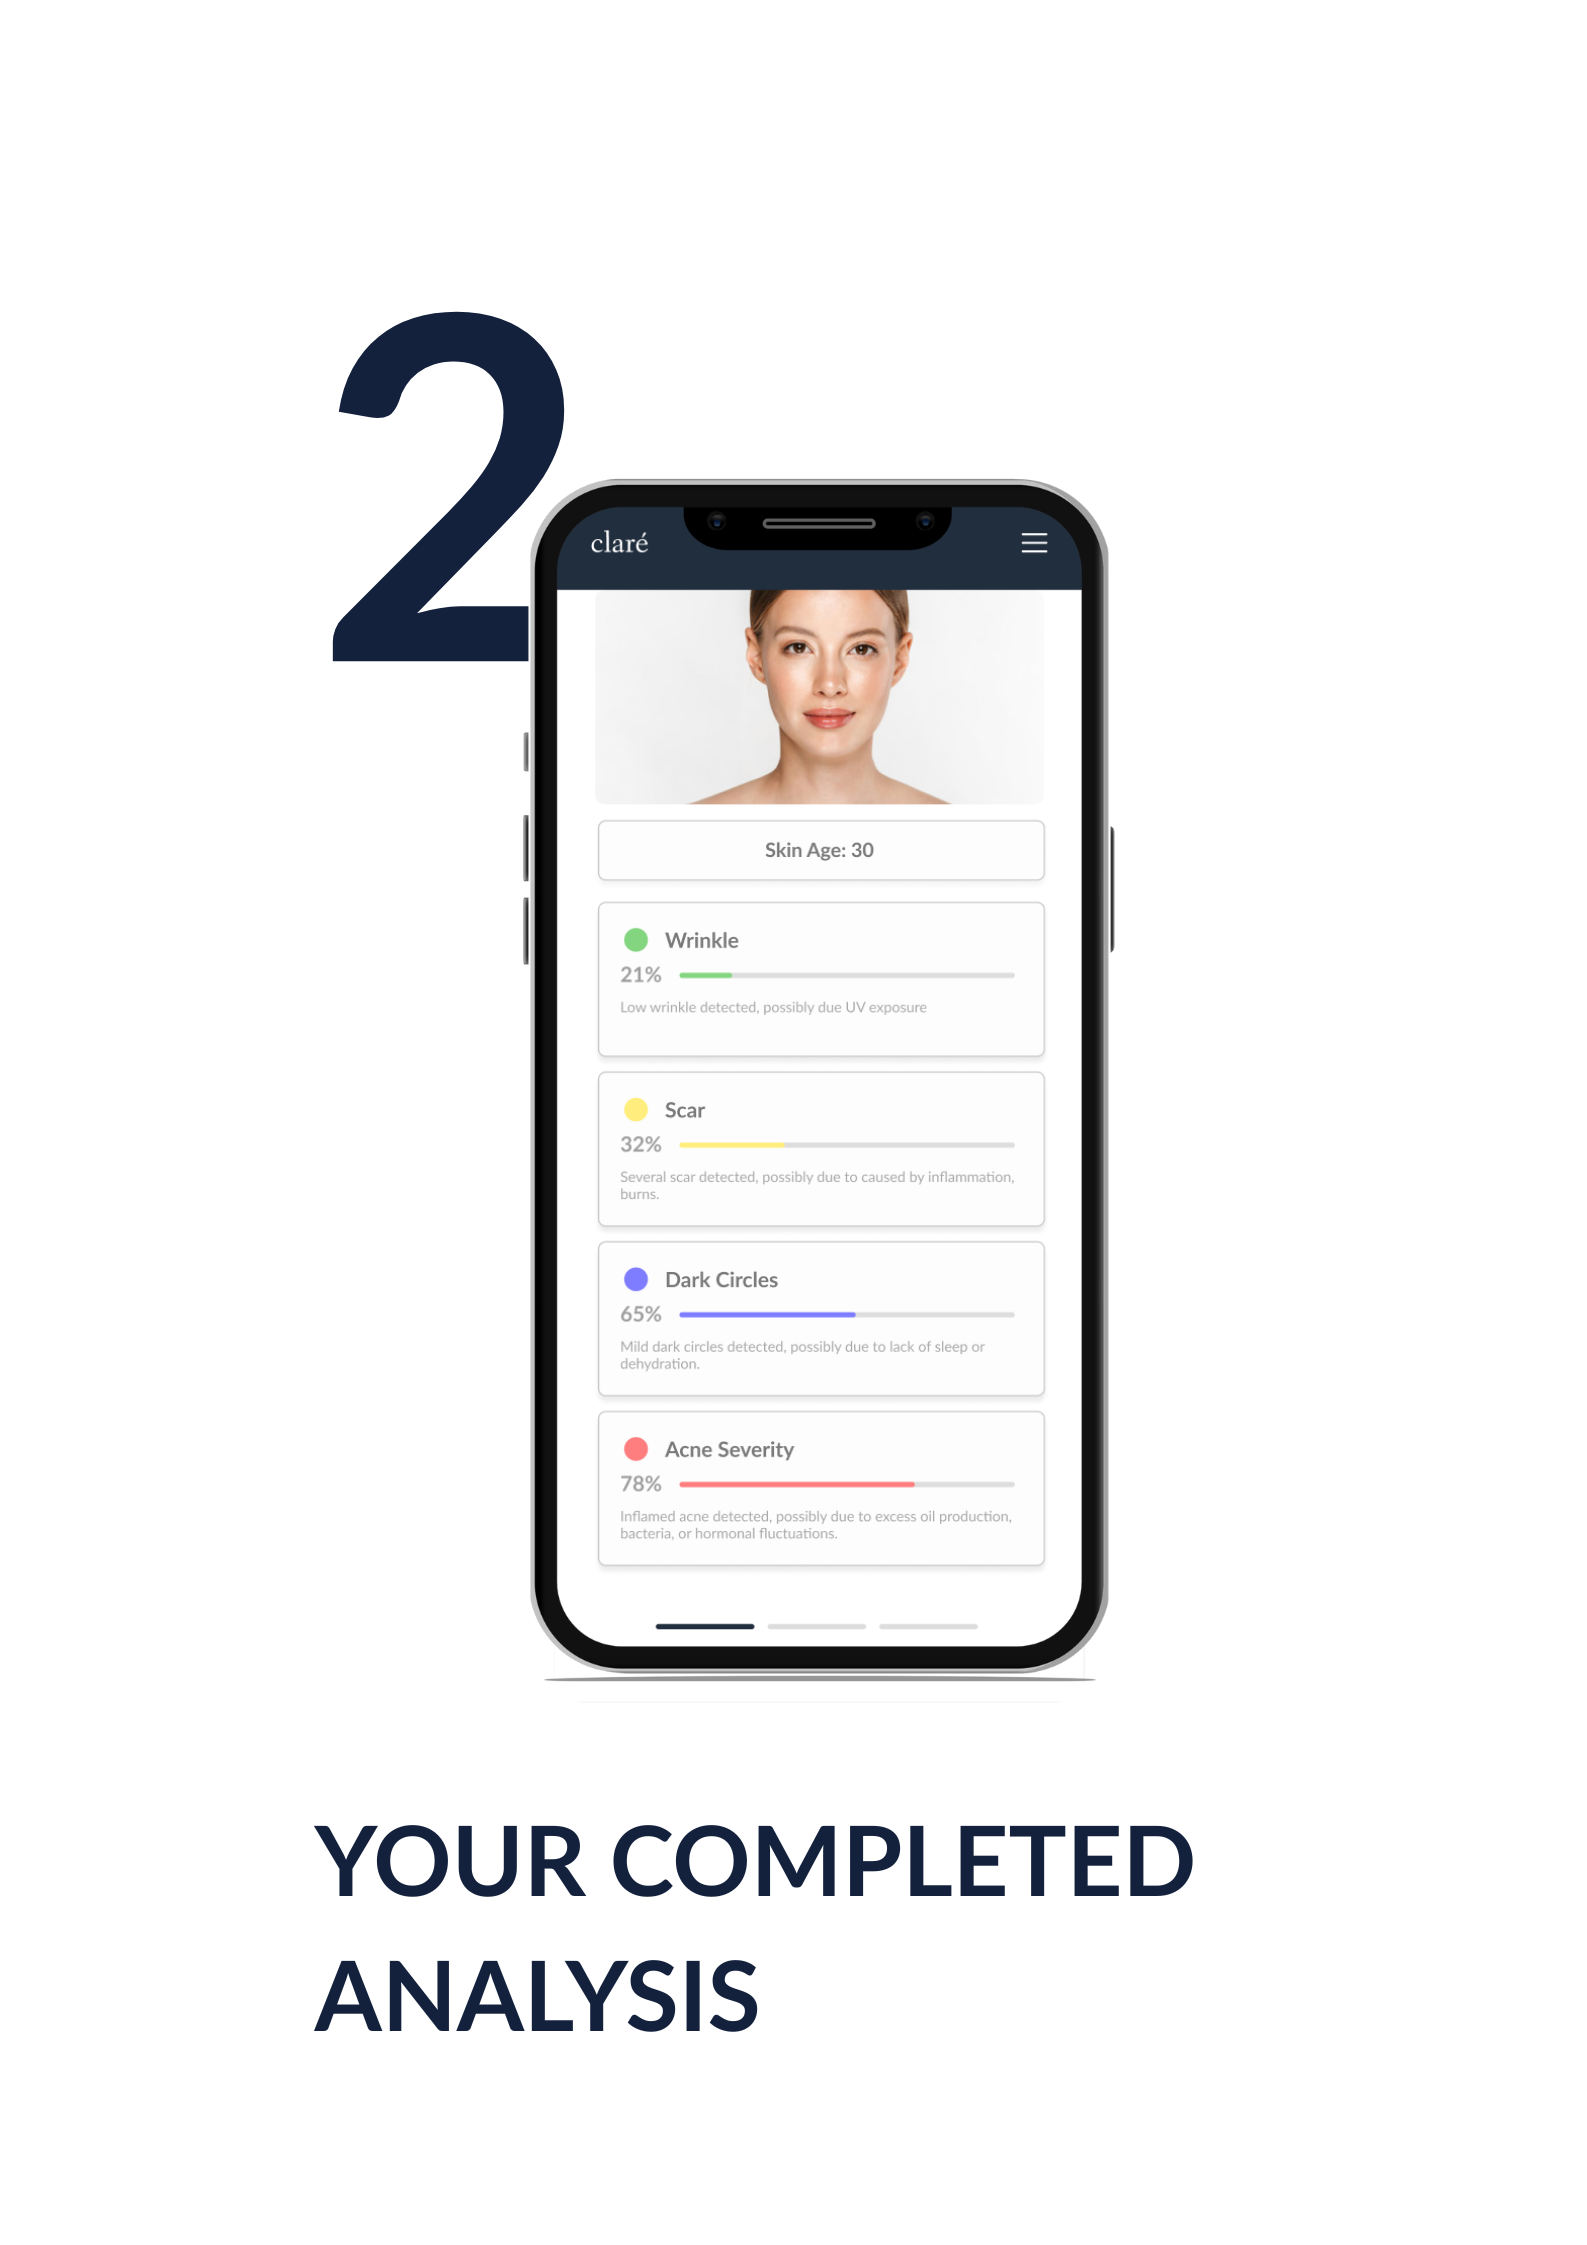 2
claré
Skin Age: 30
Wrinkle
21%
Low wrinkle detected, possibly due UV exposure
Scar
32%
Several scar detected, possibly due to caused by inflammation,
burns.
Dark Circles
65%
Mild dark circles detected, possibly due to lack of sleep or
dehydration.
Acne Severity
78%
Inflamed acne detected, possibly due to excess oil production,
bacteria, or hormonal fluctuations.
YOUR COMPLETED
ANALYSIS